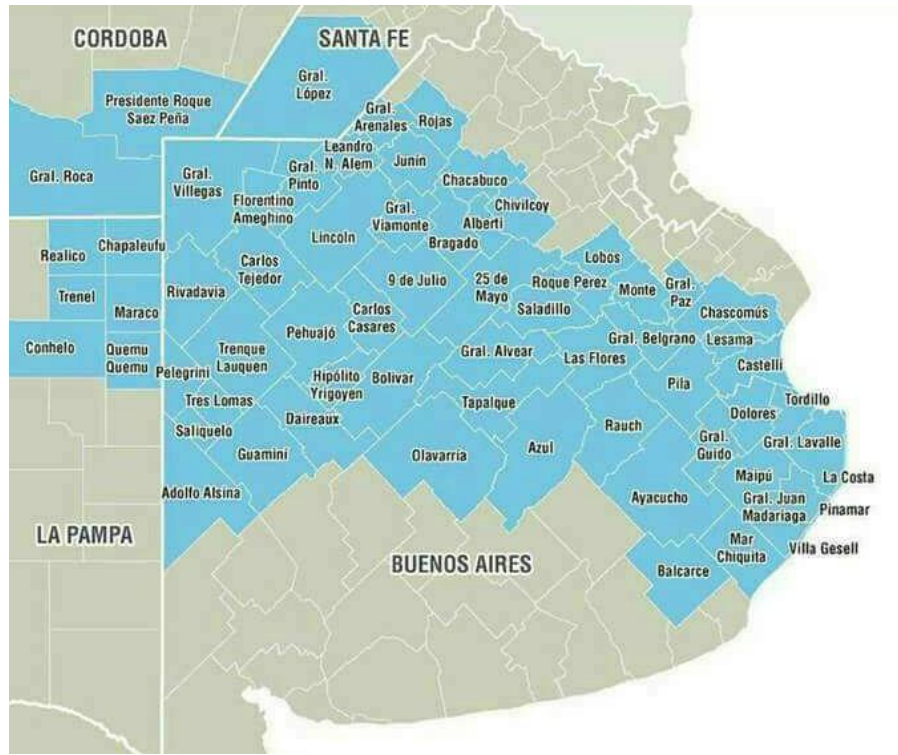 CORDOBA
SANTA FE
Gral.
López
Presidente Roque
Saez Peña
Gral.
Arenales
Rojas
Leandro
N. Alem
Junín
Gral. Roca
Gral.
Villegas
Gral.
Pinto
Chacabuco
Florentino
Ameghino
Chivilcoy
Gral.
Viamonte
Alberti
Lincoln
Bragado
Realico
Chapaleufu
Carlos
Tejedor
Lobos
9 de Julio
25 de
Mayo
Roque Perez
Monte
Gral.
Paz
Trenel
Rivadavia
Maraco
Carlos
Casares
Saladillo
Chascomús
Pehuajó
Gral. Belgrano
Lesama
Conhelo
Quemu
Quemu
Trenque
Lauquen
Gral. Alvear
Las Flores
Castelli
Pelegrini
Hipólito
Yrigoyen
Bolivar
Pila
Tres Lomas
Tapalque
Tordillo
Daireaux
Dolores
Saliquelo
Rauch
Gral.
Guido
Gral. Lavalle
Guaminí
Olavarría
Azul
Maipú
La Costa
Adolfo Alsina
Ayacucho
Gral. Juan
Madariaga
Pinamar
LA PAMPA
Mar
Chiquita
Villa Gesell
BUENOS AIRES
Balcarce